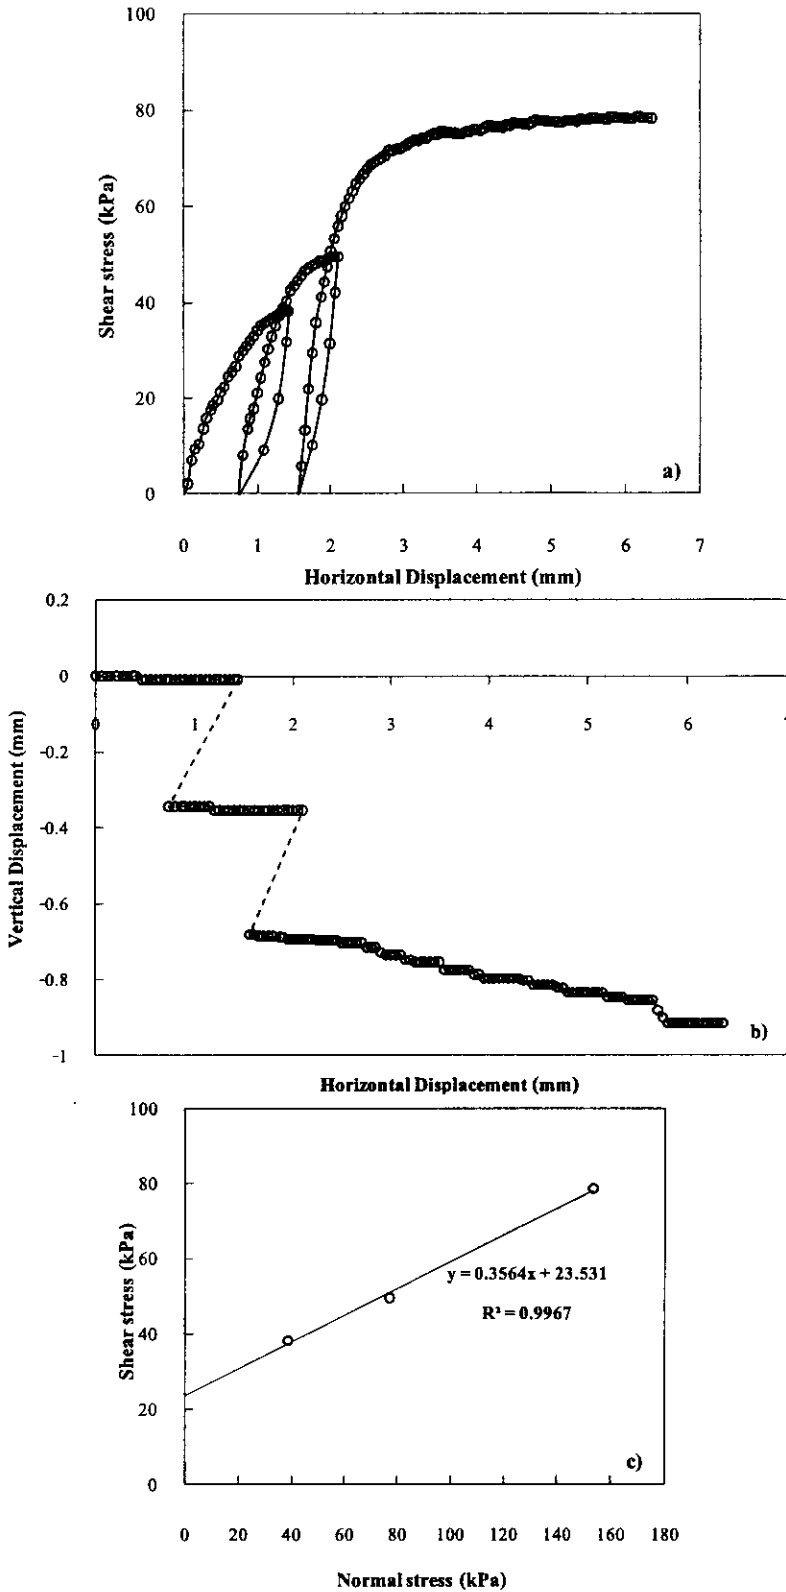 100
80
60
40
20
0
Shear stress (kPa)
a)
0 1 2 3 4 5 6 7
Horizontal Displacement (mm)
0.2
0
-0.2
-0.4
-0.6
-0.8
-1
Vertical Displacement (mm)
0 1 2 3 4 5 6 7
b)
Horizontal Displacement (mm)
100
80
60
40
20
0
Shear stress (kPa)
y = 0.3564x + 23.531
R² = 0.9967
c)
0 20 40 60 80 100 120 140 160 180
Normal stress (kPa)